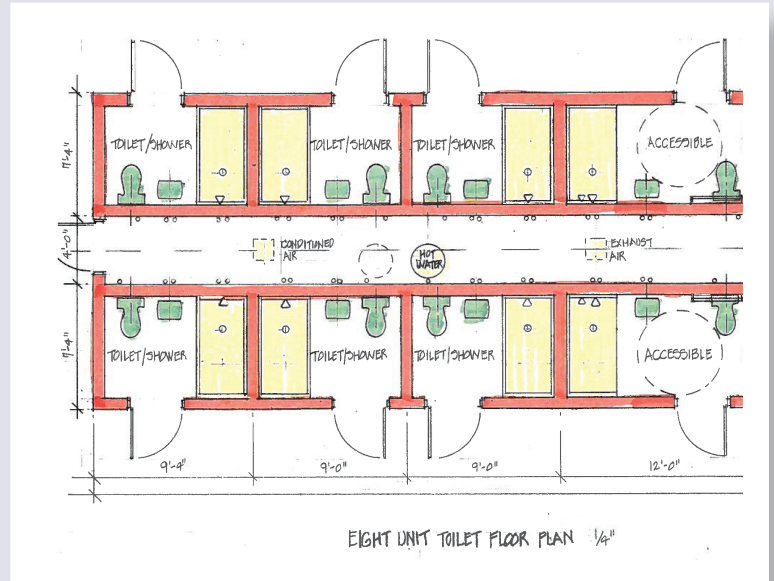 TOILET/SHOWER
TOILET/SHOWER
TOILET/SHOWER
ACCESSIBLE
7'-4"
4'-0"
CONDITIONED
AIR
HOT
WATER
EXHAUST
AIR
7'-4"
TOILET/SHOWER
TOILET/SHOWER
TOILET/SHOWER
ACCESSIBLE
9'-4"
9'-0"
9'-0"
12'-0"
EIGHT UNIT TOILET FLOOR PLAN 1/4"